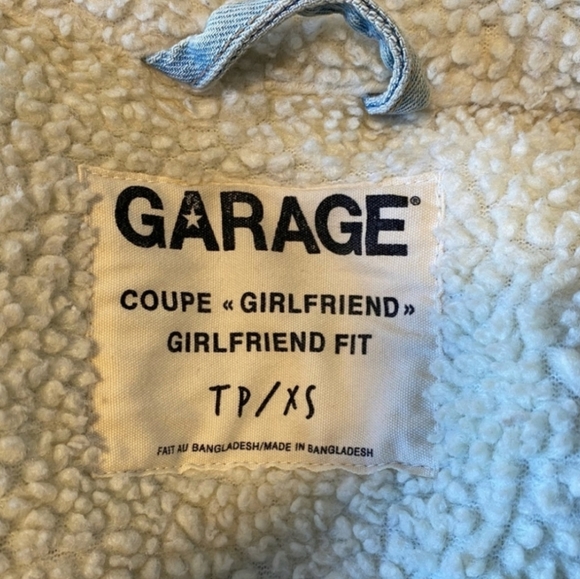 GARAGE®
COUPE « GIRLFRIEND»
GIRLFRIEND FIT
TP/XS
FAIT AU BANGLADESH/MADE IN BANGLADESH